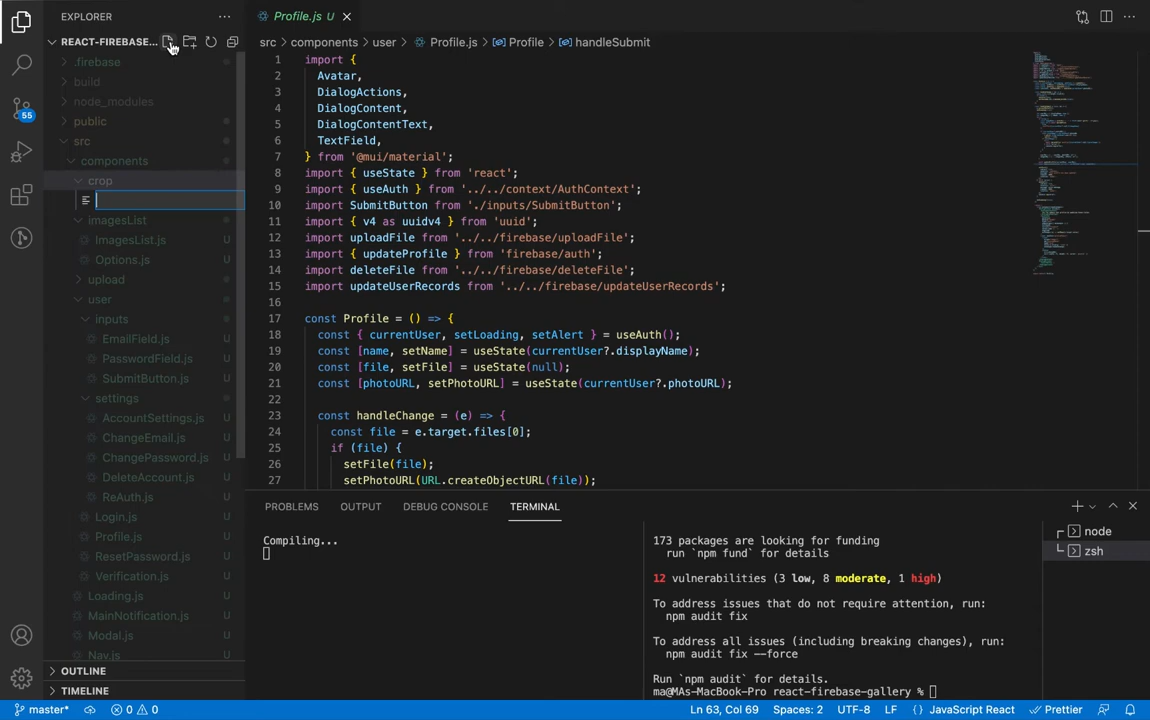 EXPLORER
REACT-FIREBASE...
.firebase
build
node_modules
public
src
components
crop
imagesList
ImagesList.js U
Options.js U
upload
user
inputs
EmailField.js U
PasswordField.js U
SubmitButton.js U
settings
AccountSettings.js U
ChangeEmail.js U
ChangePassword.js U
DeleteAccount.js U
ReAuth.js U
Login.js U
Profile.js U
ResetPassword.js U
Verification.js U
Loading.js U
MainNotification.js U
Modal.js U
Nav.js U
OUTLINE
TIMELINE
55
Profile.js U
src components user Profile.js Profile handleSubmit
1 import {
2 Avatar,
3 DialogActions,
4 DialogContent,
5 DialogContentText,
6 TextField,
7 } from '@mui/material';
8 import { useState } from 'react';
9 import { useAuth } from '../../context/AuthContext';
10 import SubmitButton from './inputs/SubmitButton';
11 import { v4 as uuidv4 } from 'uuid';
12 import uploadFile from '../../firebase/uploadFile';
13 import { updateProfile } from 'firebase/auth';
14 import deleteFile from '../../firebase/deleteFile';
15 import updateUserRecords from '../../firebase/updateUserRecords';
16
17 const Profile = () => {
18 const { currentUser, setLoading, setAlert } = useAuth();
19 const [name, setName] = useState(currentUser?.displayName);
20 const [file, setFile] = useState(null);
21 const [photoURL, setPhotoURL] = useState(currentUser?.photoURL);
22
23 const handleChange = (e) => {
24 const file = e.target.files[0];
25 if (file) {
26 setFile(file);
27 setPhotoURL(URL.createObjectURL(file));
PROBLEMS OUTPUT DEBUG CONSOLE TERMINAL
Compiling...
173 packages are looking for funding
run `npm fund` for details
12 vulnerabilities (3 low, 8 moderate, 1 high)
To address issues that do not require attention, run:
npm audit fix
To address all issues (including breaking changes), run:
npm audit fix --force
Run `npm audit` for details.
ma@MAs-MacBook-Pro react-firebase-gallery %
node
zsh
master* 0 0 Ln 63, Col 69 Spaces: 2 UTF-8 LF {} JavaScript React Prettier